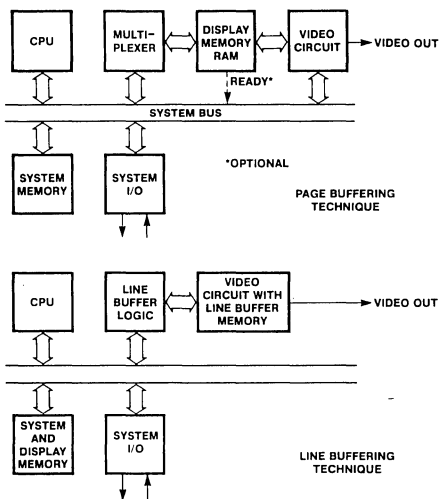 CPU
MULTI-
PLEXER
DISPLAY
MEMORY
RAM
VIDEO
CIRCUIT
VIDEO OUT
READY*
SYSTEM BUS
SYSTEM
MEMORY
SYSTEM
I/O
*OPTIONAL
PAGE BUFFERING
TECHNIQUE
CPU
LINE
BUFFER
LOGIC
VIDEO
CIRCUIT WITH
LINE BUFFER
MEMORY
VIDEO OUT
SYSTEM
AND
DISPLAY
MEMORY
SYSTEM
I/O
LINE BUFFERING
TECHNIQUE